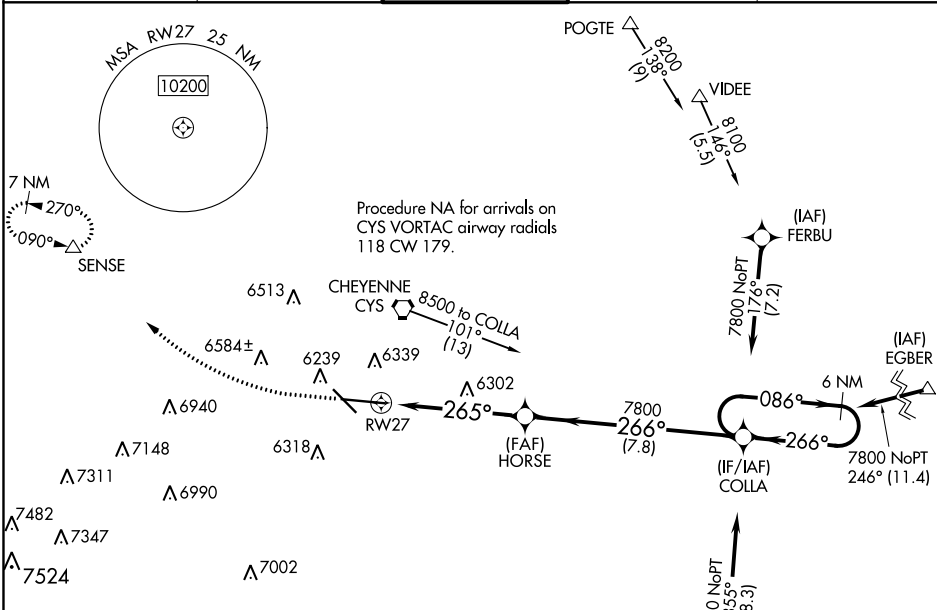 MSA RW27 25 NM
10200
POGTE
8200
138°
(9)
VIDEE
8100
146°
(5.5)
7 NM
270°
090°
SENSE
Procedure NA for arrivals on
CYS VORTAC airway radials
118 CW 179.
(IAF)
FERBU
7800 NoPT
176°
(7.2)
CHEYENNE
CYS
8500 to COLLA
101°
(13)
6513
6584±
6239
6339
6302
(IAF)
EGBER
6 NM
086°
266°
7800 NoPT
246° (11.4)
RW27
265°
(FAF)
HORSE
7800
266°
(7.8)
(IF/IAF)
COLLA
6940
7148
6318
7311
6990
7482
7347
7524
7002
0 NoPT
55°
8.3)